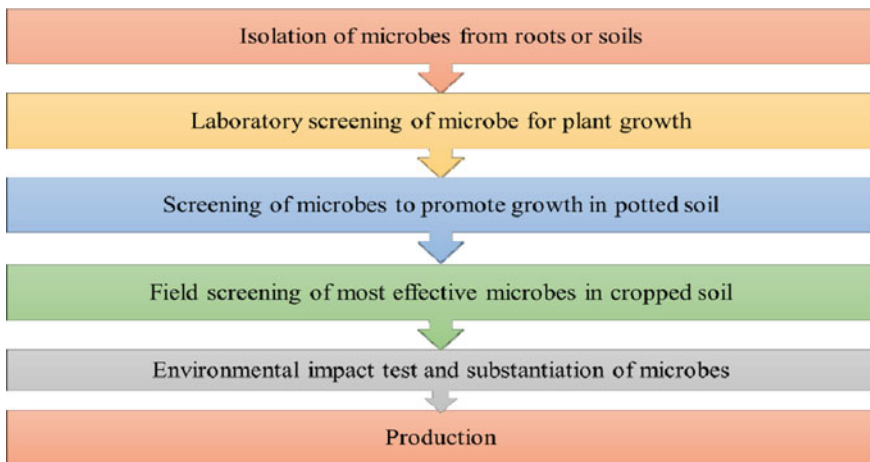 Isolation of microbes from roots or soils
Laboratory screening of microbe for plant growth
Screening of microbes to promote growth in potted soil
Field screening of most effective microbes in cropped soil
Environmental impact test and substantiation of microbes
Production